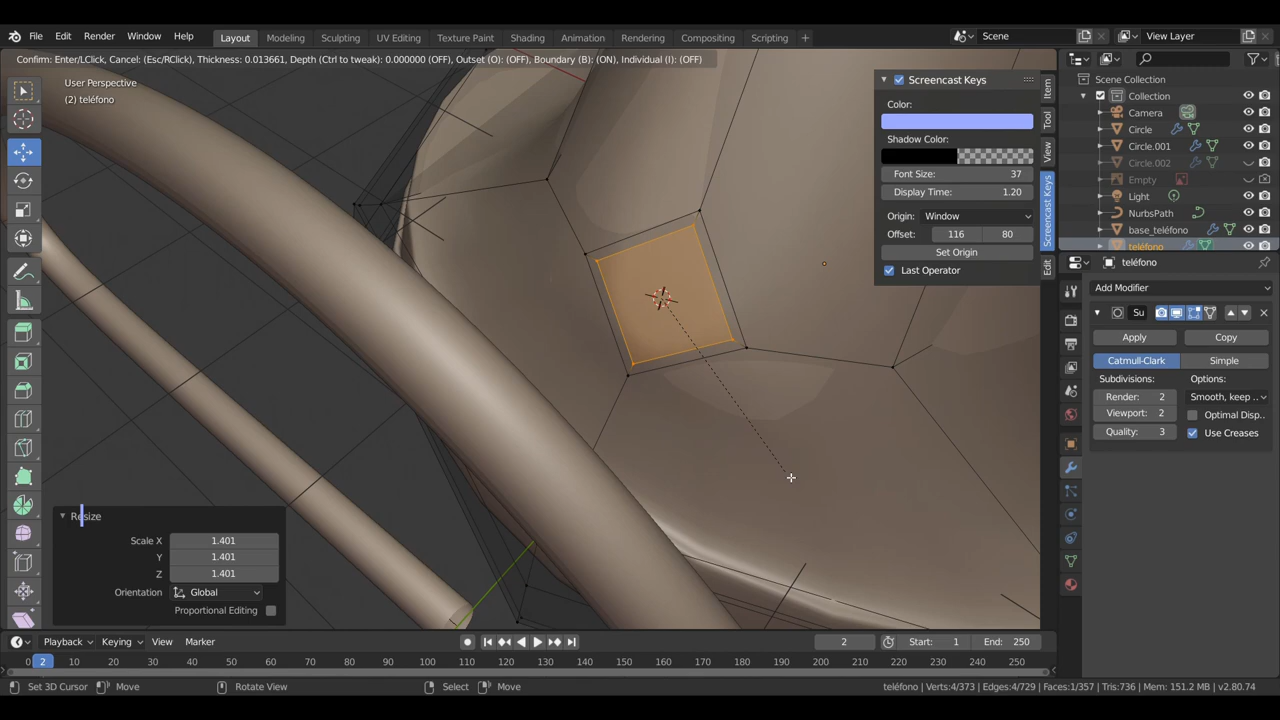 File Edit Render Window Help Layout Modeling Sculpting UV Editing Texture Paint Shading Animation Rendering Compositing Scripting + Scene View Layer
Confirm: Enter/LClick, Cancel: (Esc/RClick), Thickness: 0.013661, Depth (Ctrl to tweak): 0.000000 (OFF), Outset (O): (OFF), Boundary (B): (ON), Individual (I): (OFF)
User Perspective
(2) teléfono
Screencast Keys
Color:
Shadow Color:
Font Size: 37
Display Time: 1.20
Origin: Window
Offset: 116 80
Set Origin
Last Operator
Item
Tool
View
Screencast Keys
Edit
Scene Collection
Collection
Camera
Circle
Circle.001
Circle.002
Empty
Light
NurbsPath
base_teléfono
teléfono
teléfono
Add Modifier
Su
Apply Copy
Catmull-Clark Simple
Subdivisions: Options:
Render: 2 Smooth, keep ..
Viewport: 2 Optimal Disp..
Quality: 3 Use Creases
Resize
Scale X 1.401
Y 1.401
Z 1.401
Orientation Global
Proportional Editing
Playback Keying View Marker 2 Start: 1 End: 250
2 0 10 20 30 40 50 60 70 80 90 100 110 120 130 140 150 160 170 180 190 200 210 220 230 240 250
Set 3D Cursor Move Rotate View Select Move teléfono | Verts:4/373 | Edges:4/729 | Faces:1/357 | Tris:736 | Mem: 151.2 MB | v2.80.74